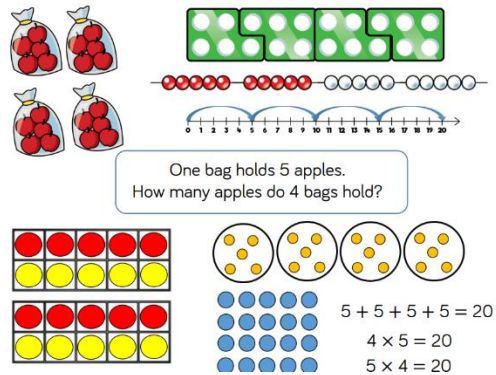 0 1 2 3 4 5 6 7 8 9 10 11 12 13 14 15 16 17 18 19 20
One bag holds 5 apples.
How many apples do 4 bags hold?
5 + 5 + 5 + 5 = 20
4 × 5 = 20
5 × 4 = 20